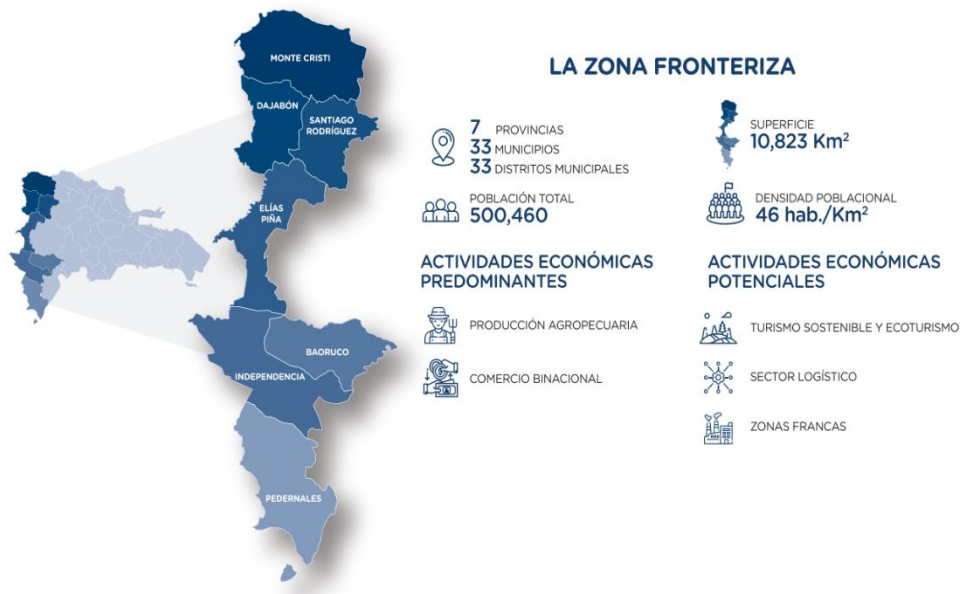 MONTE CRISTI
DAJABÓN
SANTIAGO
RODRÍGUEZ
ELÍAS
PIÑA
BAORUCO
INDEPENDENCIA
PEDERNALES
LA ZONA FRONTERIZA
7 PROVINCIAS
33 MUNICIPIOS
33 DISTRITOS MUNICIPALES
SUPERFICIE
10,823 Km²
POBLACIÓN TOTAL
500,460
DENSIDAD POBLACIONAL
46 hab./Km²
ACTIVIDADES ECONÓMICAS
PREDOMINANTES
PRODUCCIÓN AGROPECUARIA
COMERCIO BINACIONAL
ACTIVIDADES ECONÓMICAS
POTENCIALES
TURISMO SOSTENIBLE Y ECOTURISMO
SECTOR LOGÍSTICO
ZONAS FRANCAS